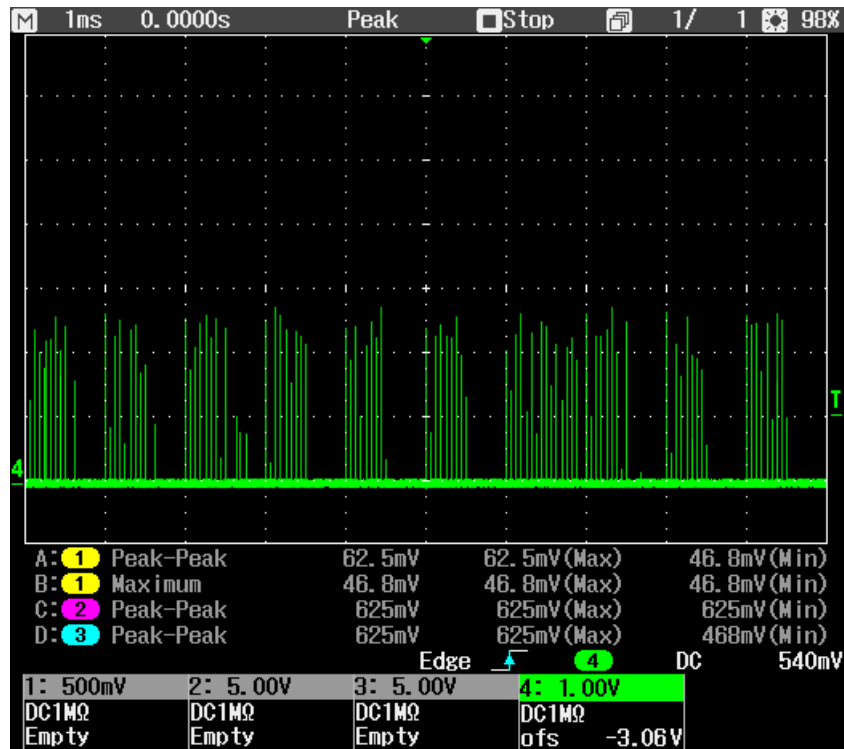 M 1ms 0.0000s Peak Stop 1/ 1 98%
T
4
A: 1 Peak-Peak 62.5mV 62.5mV(Max) 46.8mV(Min)
B: 1 Maximum 46.8mV 46.8mV(Max) 46.8mV(Min)
C: 2 Peak-Peak 625mV 625mV(Max) 625mV(Min)
D: 3 Peak-Peak 625mV 625mV(Max) 468mV(Min)
Edge 4 DC 540mV
1: 500mV 2: 5.00V 3: 5.00V 4: 1.00V
DC1MΩ DC1MΩ DC1MΩ DC1MΩ
Empty Empty Empty ofs -3.06V